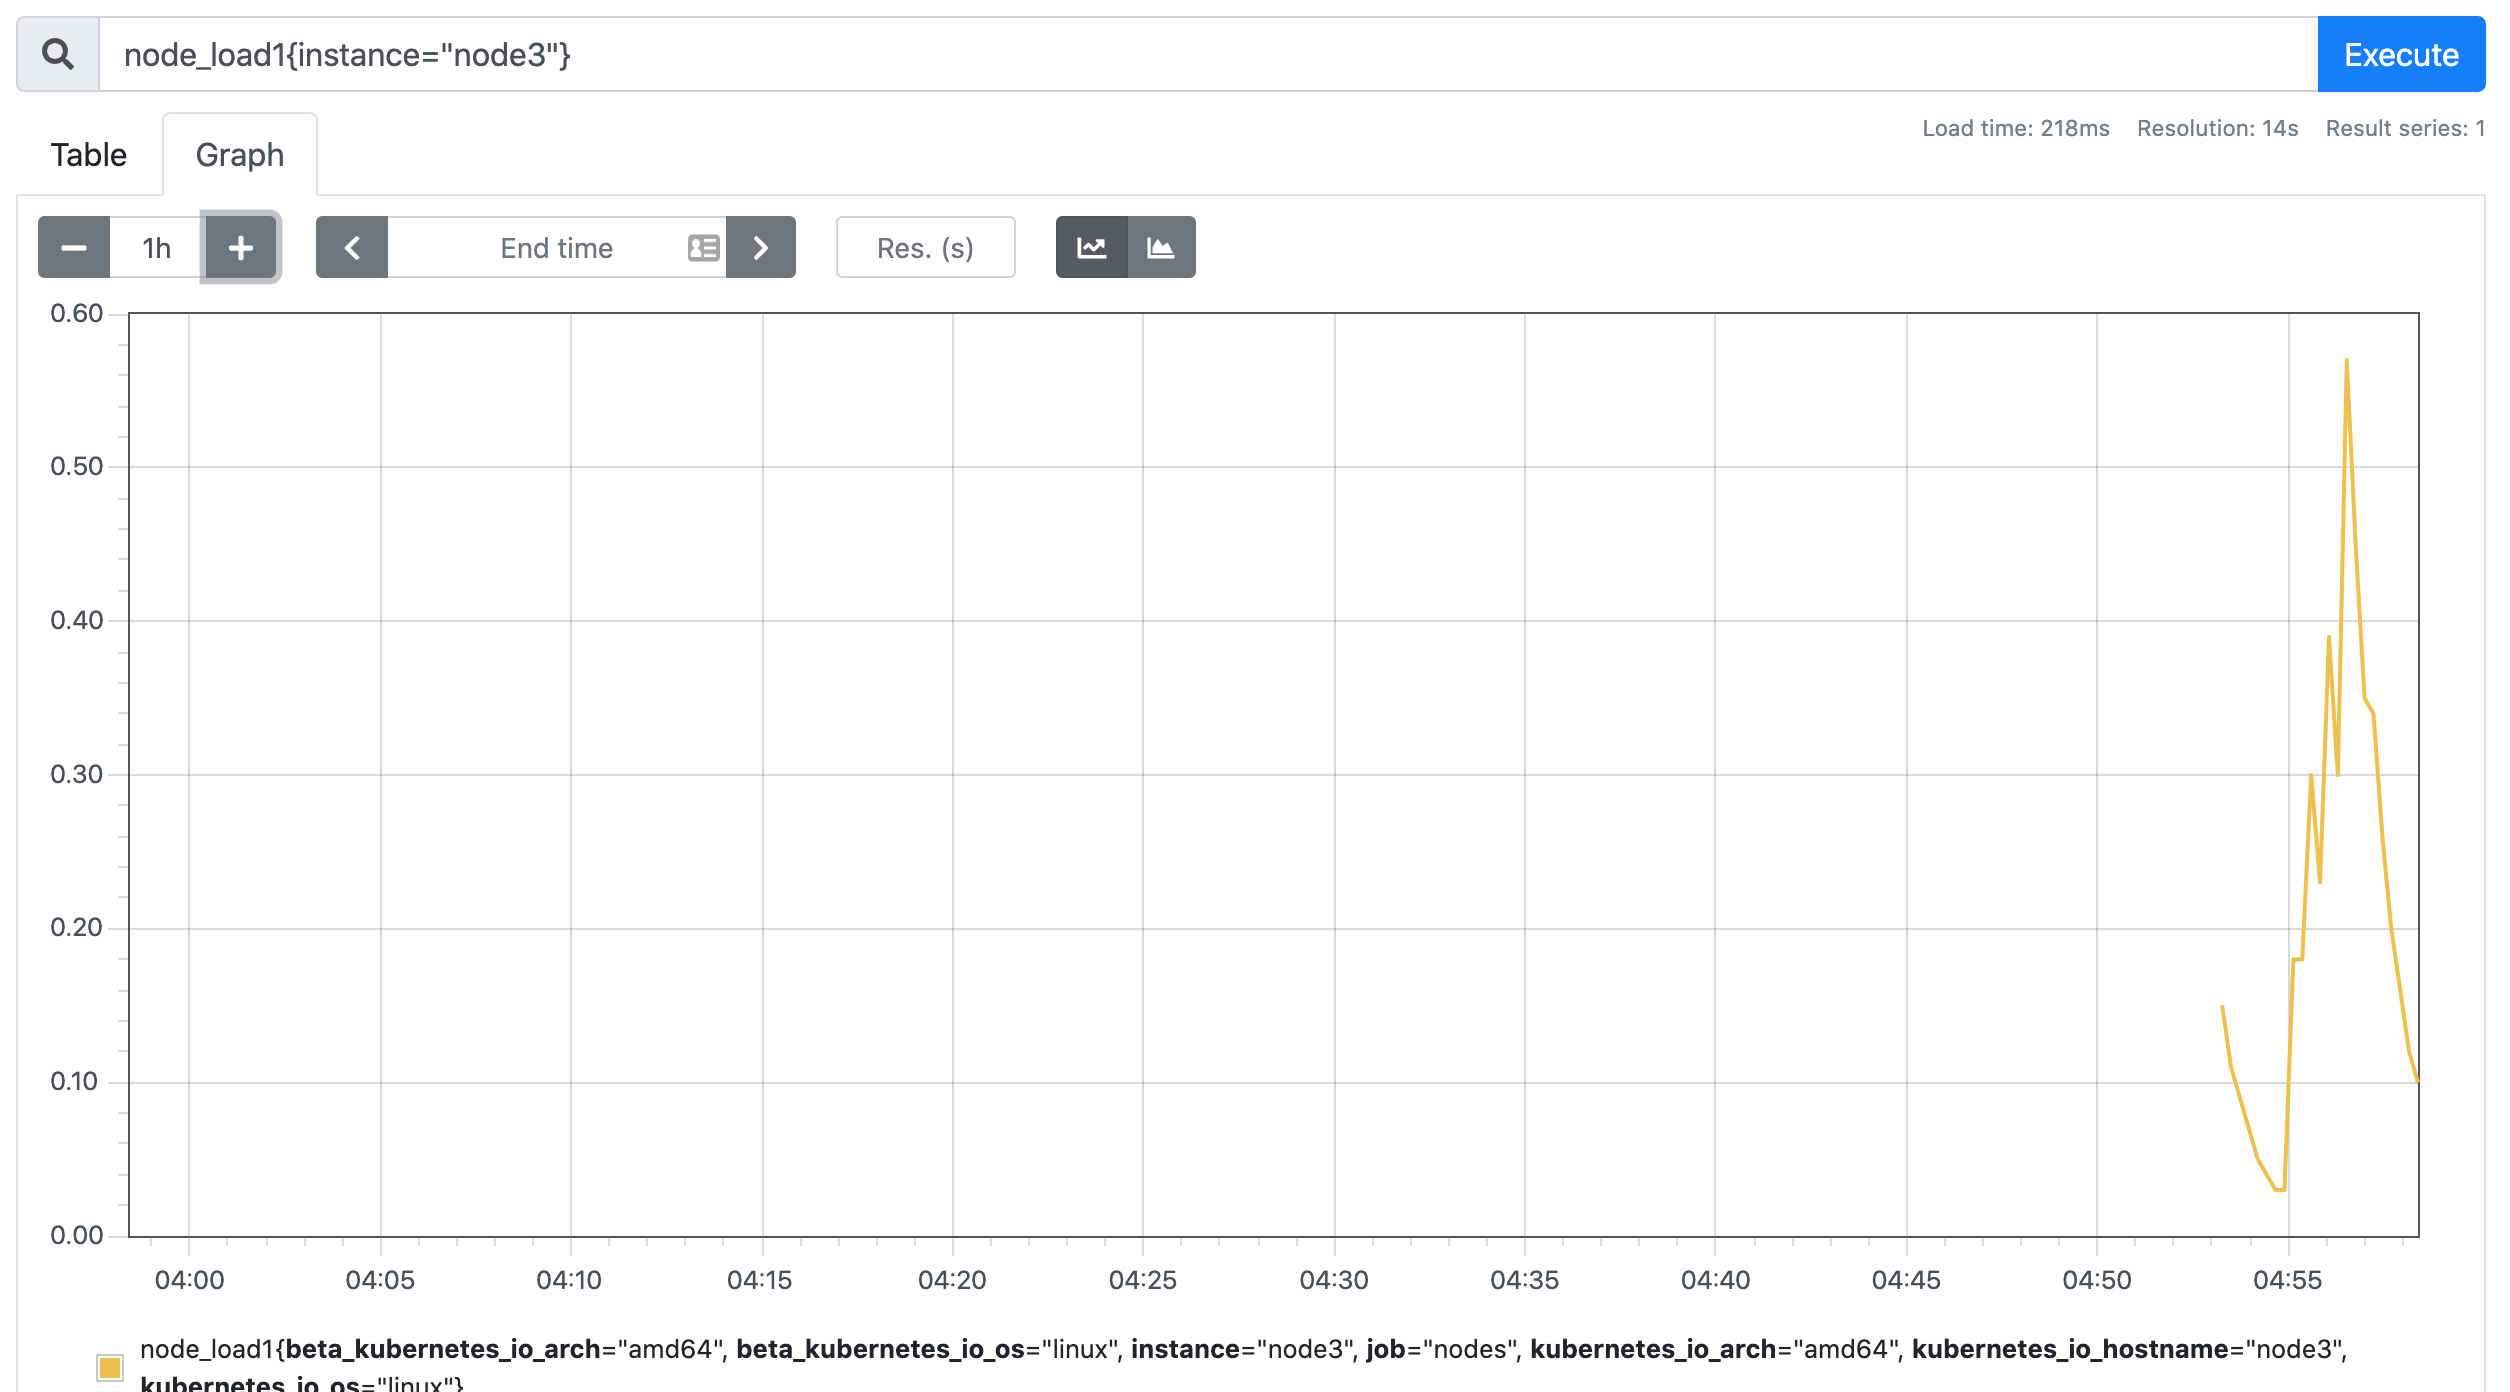 node_load1{instance="node3"}
Execute
Load time: 218ms Resolution: 14s Result series: 1
Table
Graph
1h
End time
Res. (s)
0.60
0.50
0.40
0.30
0.20
0.10
0.00
04:00 04:05 04:10 04:15 04:20 04:25 04:30 04:35 04:40 04:45 04:50 04:55
node_load1{beta_kubernetes_io_arch="amd64", beta_kubernetes_io_os="linux", instance="node3", job="nodes", kubernetes_io_arch="amd64", kubernetes_io_hostname="node3",
kubernetes_io_os="linux"}